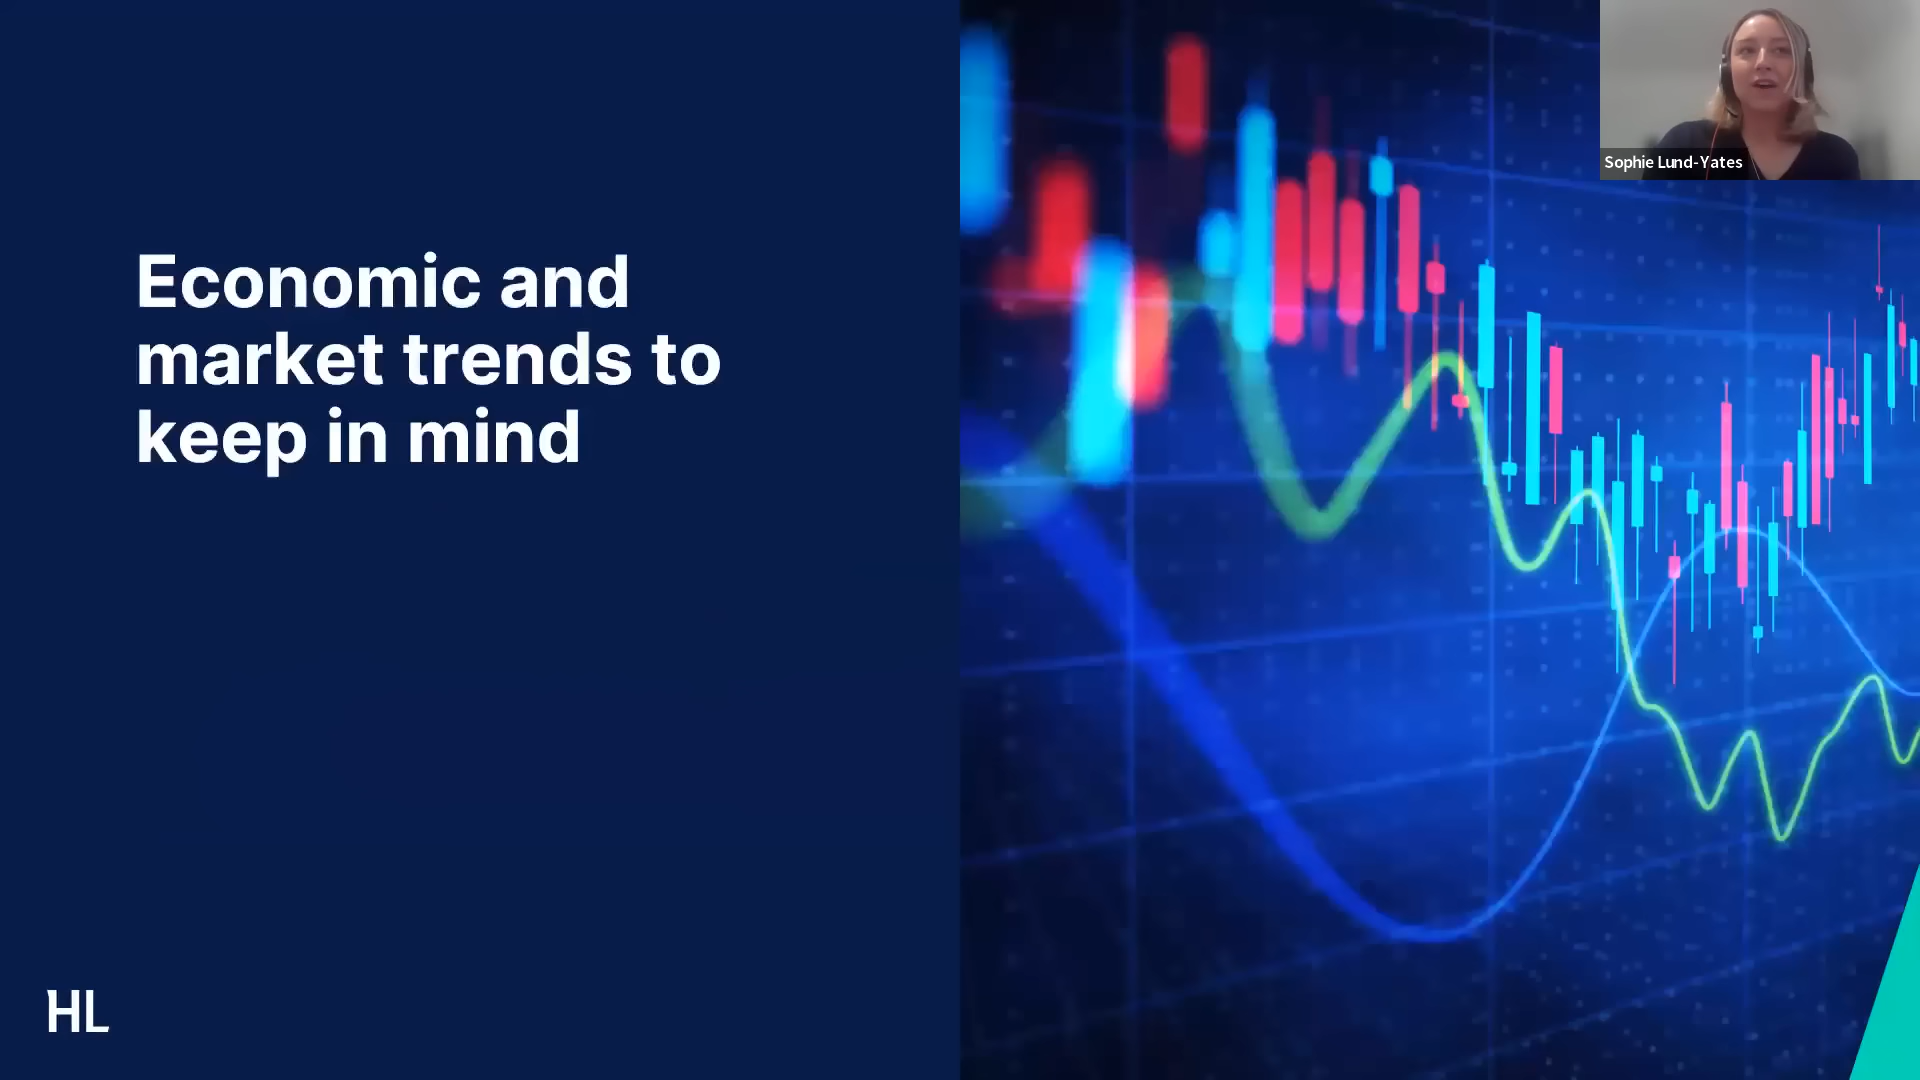 Sophie Lund-Yates
Economic and
market trends to
keep in mind
HL